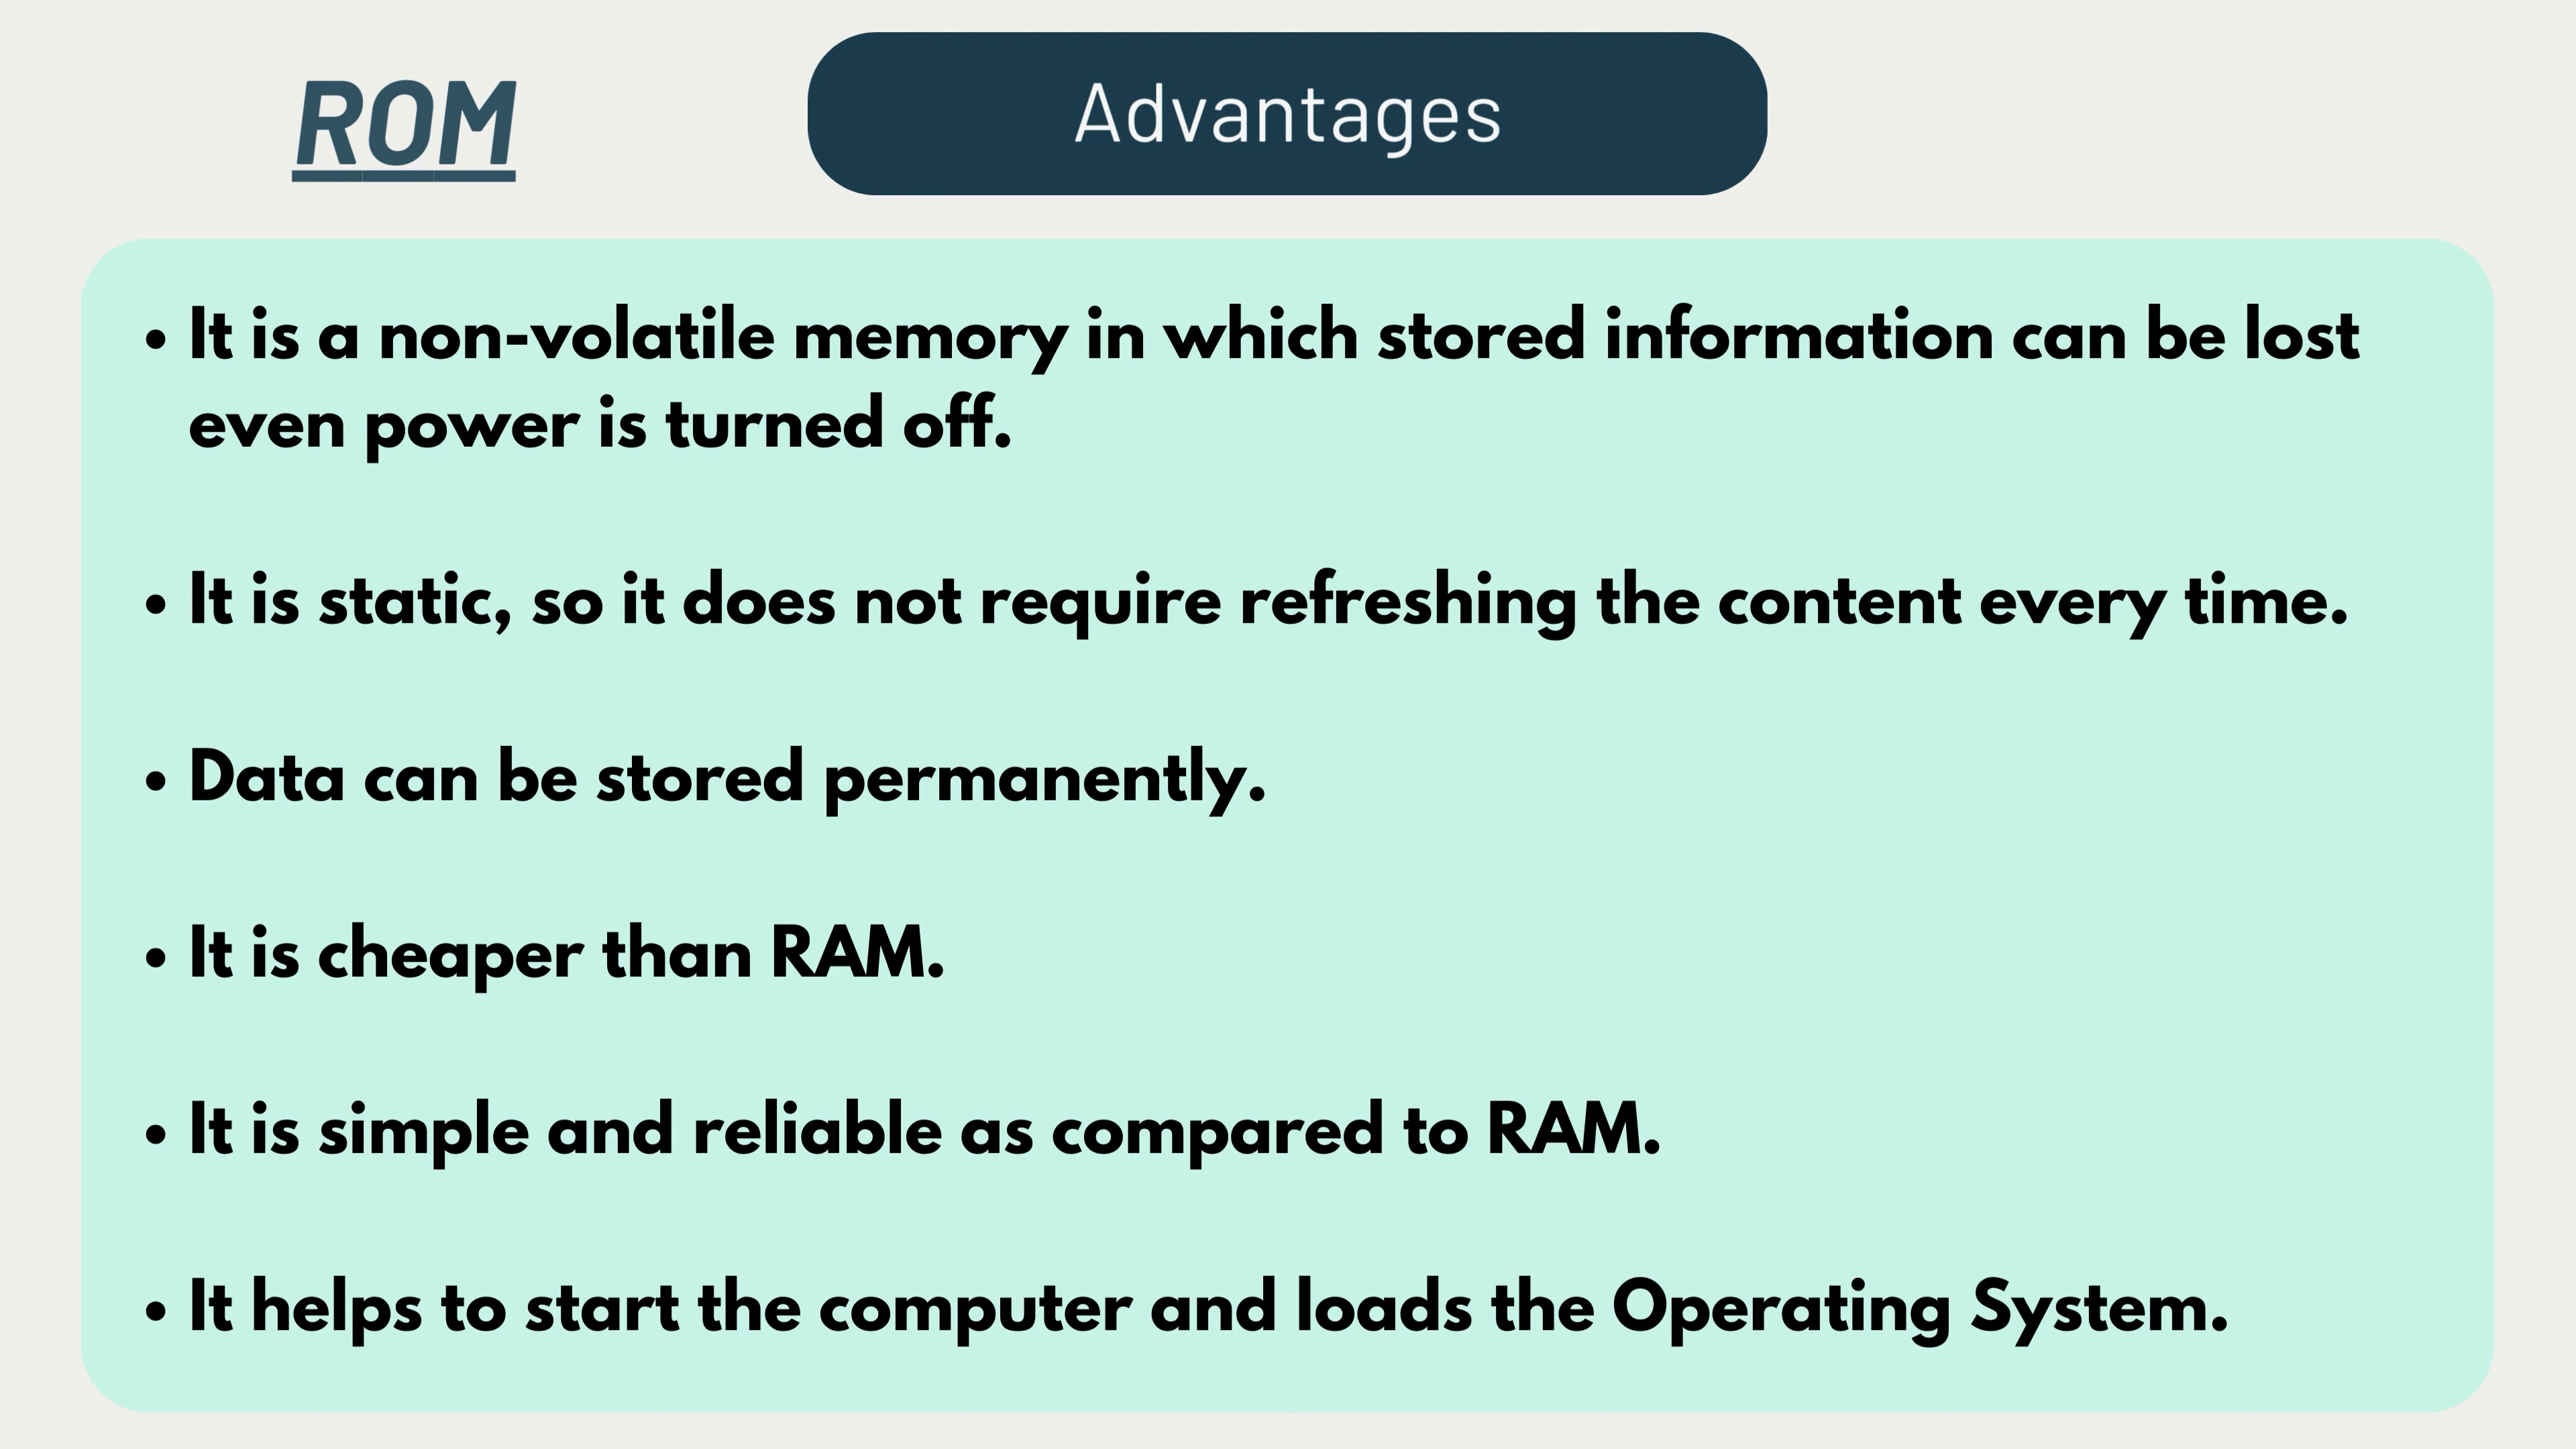 ROM
Advantages
• It is a non-volatile memory in which stored information can be lost
even power is turned off.
• It is static, so it does not require refreshing the content every time.
• Data can be stored permanently.
• It is cheaper than RAM.
• It is simple and reliable as compared to RAM.
• It helps to start the computer and loads the Operating System.